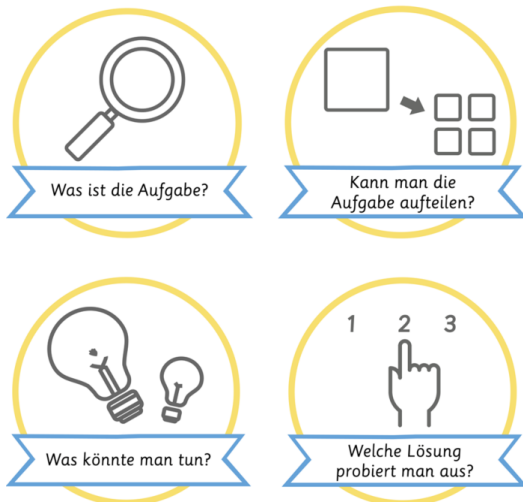 Was ist die Aufgabe?
Kann man die
Aufgabe aufteilen?
Was könnte man tun?
1 2 3
Welche Lösung
probiert man aus?